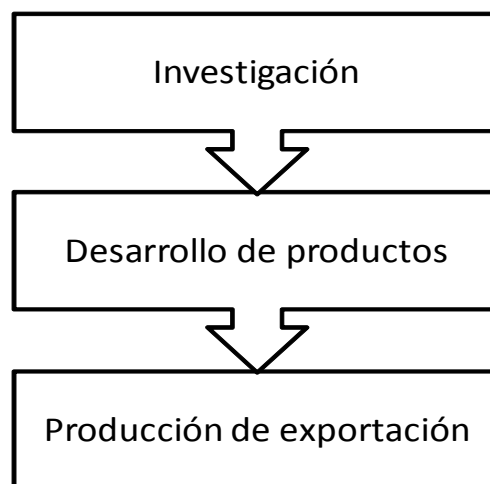 Investigación
Desarrollo de productos
Producción de exportación